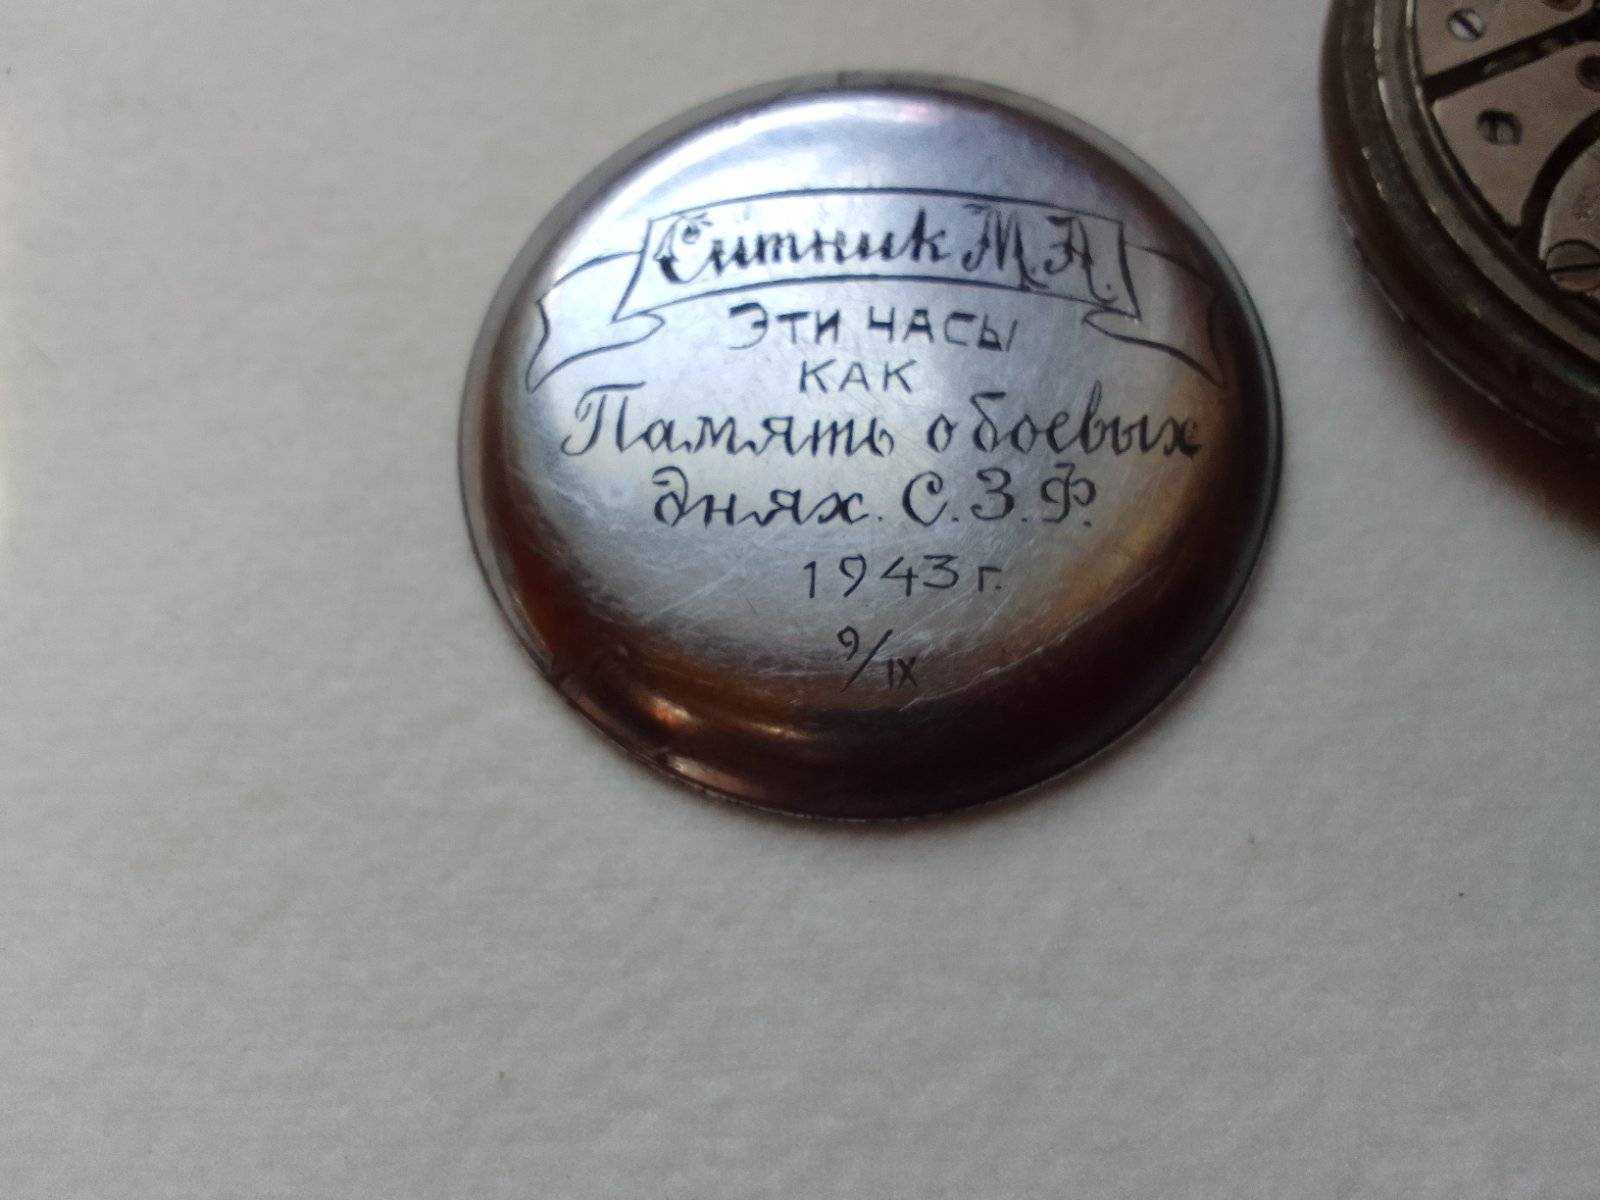 Ситник М.А.
Эти часы
как
Память о боевых
днях. С.З.Ф.
1943 г.
9/IX